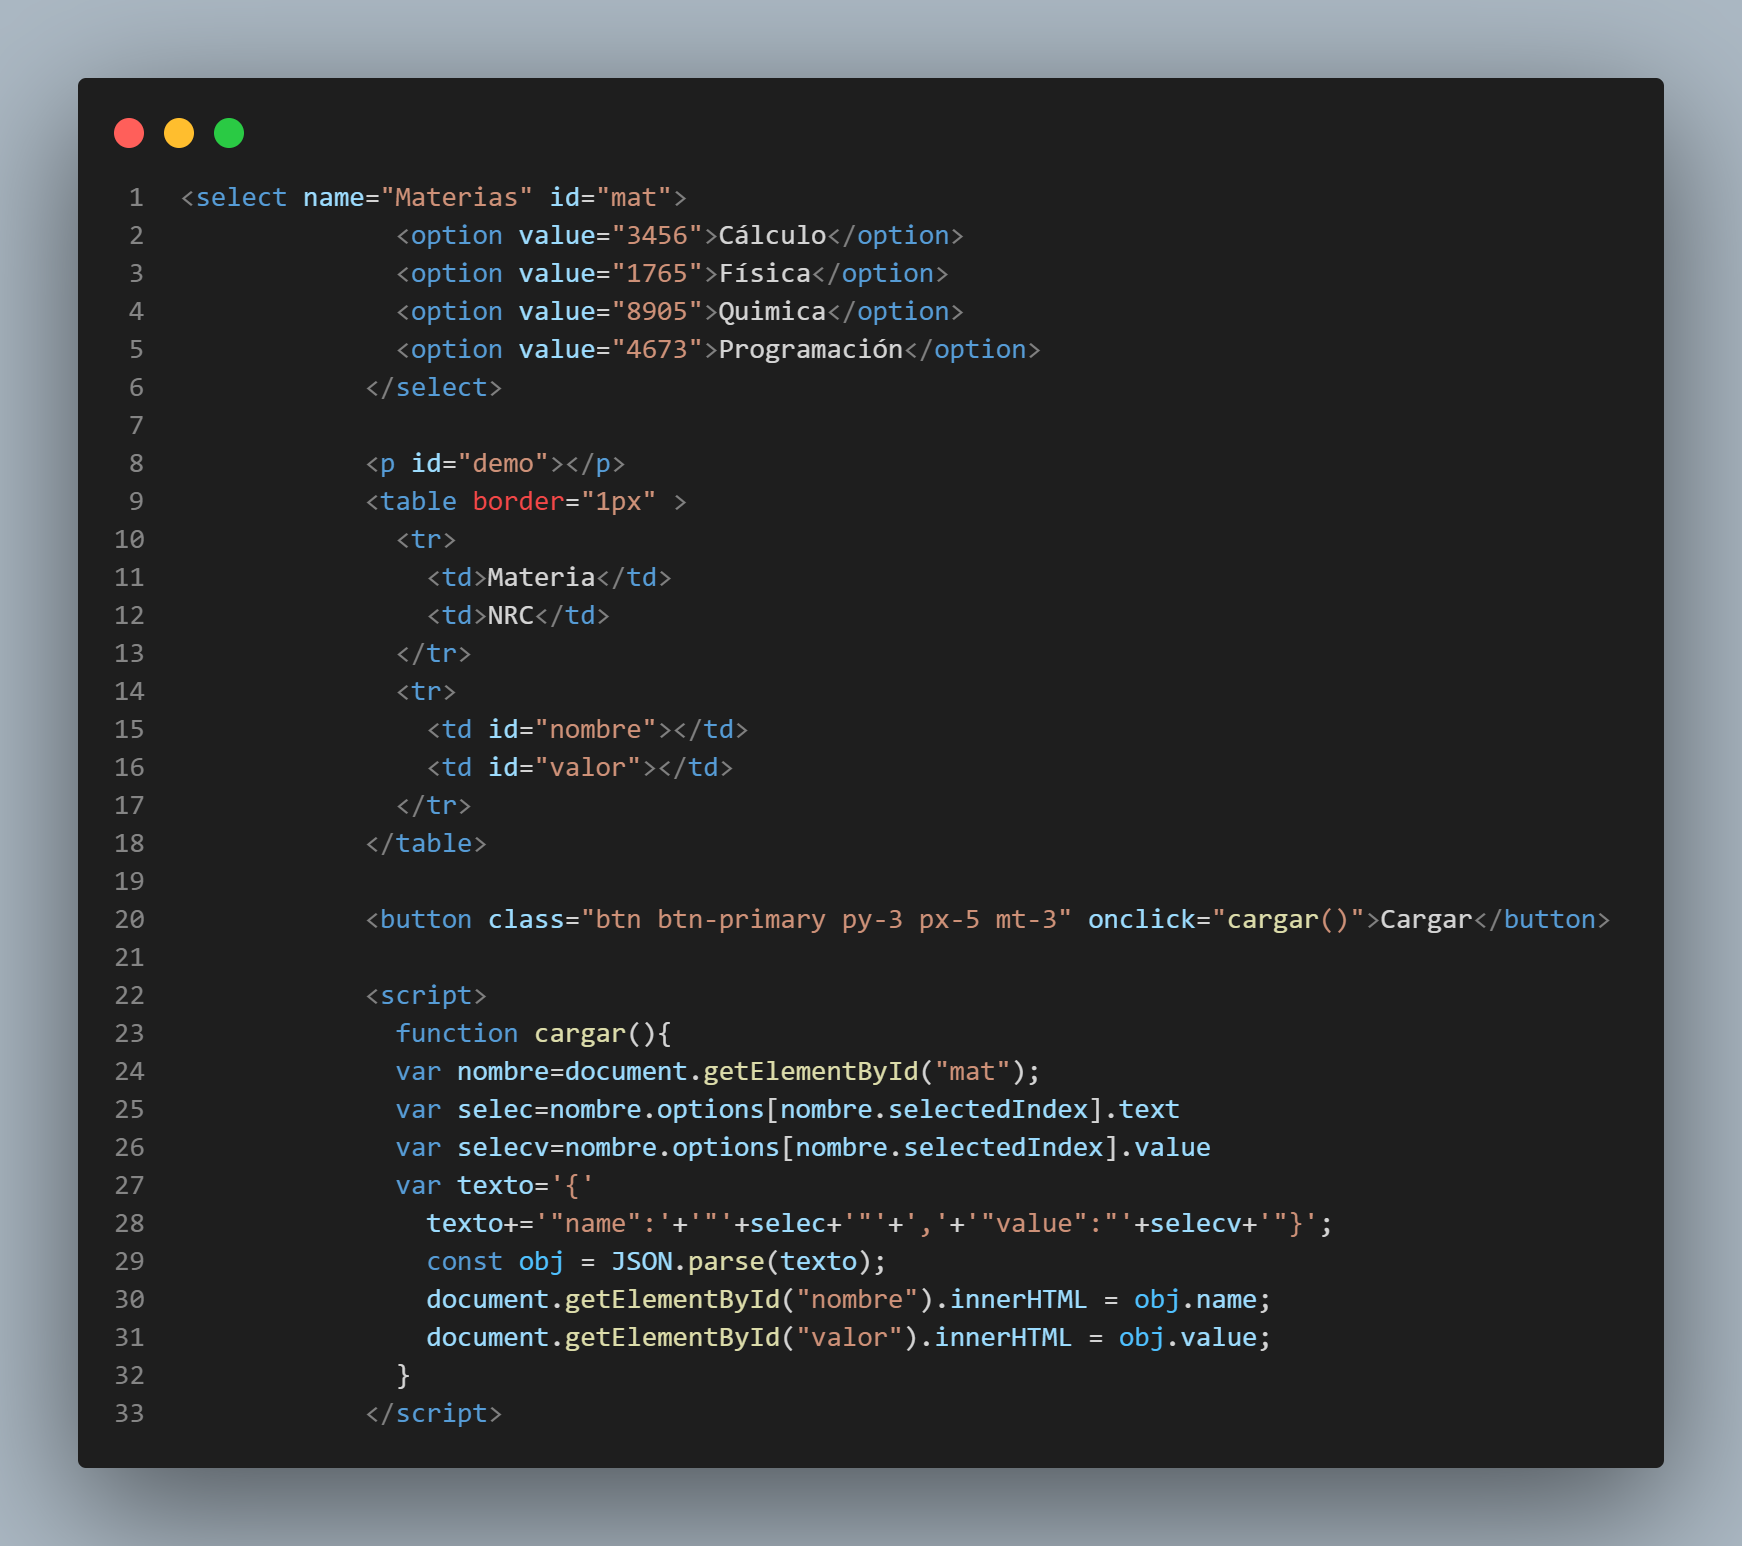 1 <select name="Materias" id="mat">
2 <option value="3456">Cálculo</option>
3 <option value="1765">Física</option>
4 <option value="8905">Quimica</option>
5 <option value="4673">Programación</option>
6 </select>
7
8 <p id="demo"></p>
9 <table border="1px" >
10 <tr>
11 <td>Materia</td>
12 <td>NRC</td>
13 </tr>
14 <tr>
15 <td id="nombre"></td>
16 <td id="valor"></td>
17 </tr>
18 </table>
19
20 <button class="btn btn-primary py-3 px-5 mt-3" onclick="cargar()">Cargar</button>
21
22 <script>
23 function cargar(){
24 var nombre=document.getElementById("mat");
25 var selec=nombre.options[nombre.selectedIndex].text
26 var selecv=nombre.options[nombre.selectedIndex].value
27 var texto='{'
28 texto+='"name":'+'"'+selec+'"'+','+'"value":"'+selecv+'"}';
29 const obj = JSON.parse(texto);
30 document.getElementById("nombre").innerHTML = obj.name;
31 document.getElementById("valor").innerHTML = obj.value;
32 }
33 </script>